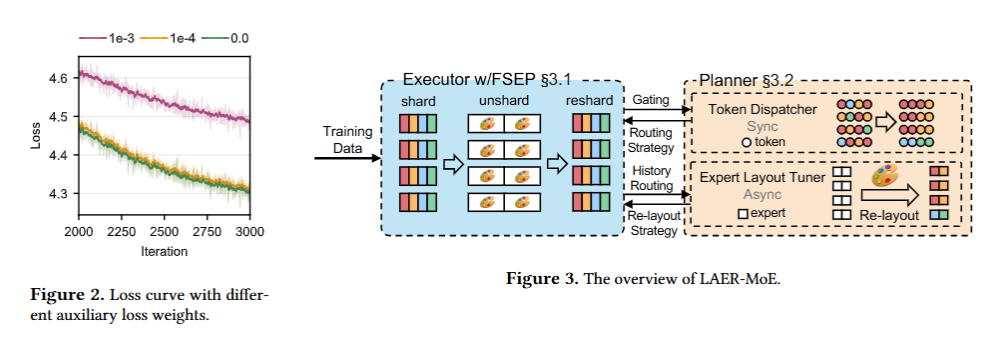 1e-3 1e-4 0.0
4.6
4.5
4.4
4.3
Loss
2000 2250 2500 2750 3000
Iteration
Figure 2. Loss curve with differ-
ent auxiliary loss weights.
Training
Data
Executor w/FSEP §3.1
shard unshard reshard
Gating
Routing
Strategy
History
Routing
Re-layout
Strategy
Planner §3.2
Token Dispatcher
Sync
token
Expert Layout Tuner
Async
expert
Re-layout
Figure 3. The overview of LAER-MoE.